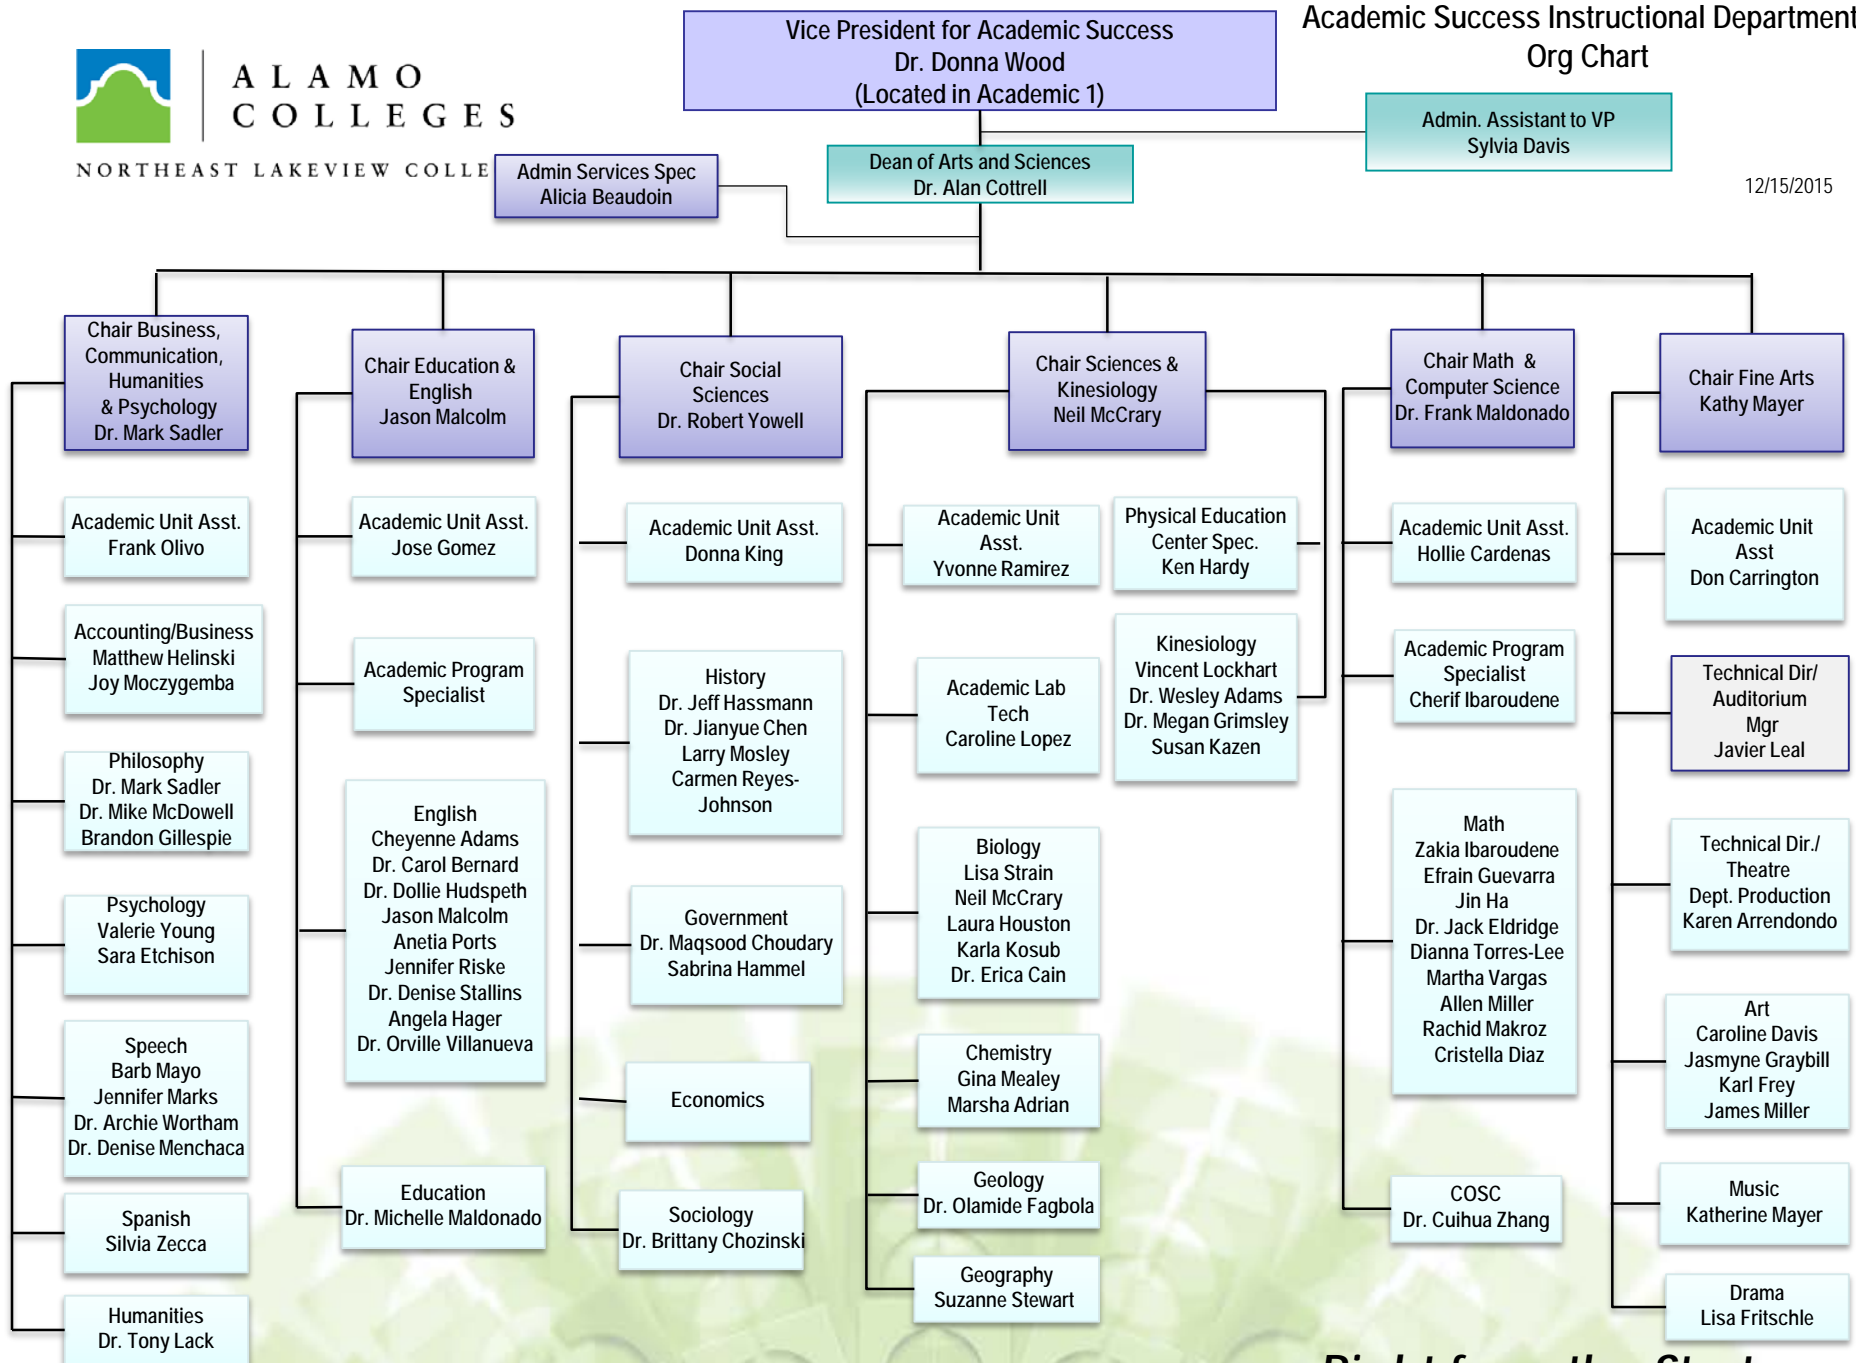 Academic Success Instructional Department
Org Chart
Vice President for Academic Success
Dr. Donna Wood
(Located in Academic 1)
ALAMO
COLLEGES
NORTHEAST LAKEVIEW COLLE
Admin. Assistant to VP
Sylvia Davis
Dean of Arts and Sciences
Dr. Alan Cottrell
Admin Services Spec
Alicia Beaudoin
12/15/2015
Chair Business,
Communication,
Humanities
& Psychology
Dr. Mark Sadler
Academic Unit Asst.
Frank Olivo
Accounting/Business
Matthew Helinski
Joy Moczygemba
Philosophy
Dr. Mark Sadler
Dr. Mike McDowell
Brandon Gillespie
Psychology
Valerie Young
Sara Etchison
Speech
Barb Mayo
Jennifer Marks
Dr. Archie Wortham
Dr. Denise Menchaca
Spanish
Silvia Zecca
Humanities
Dr. Tony Lack
Chair Education &
English
Jason Malcolm
Academic Unit Asst.
Jose Gomez
Academic Program
Specialist
English
Cheyenne Adams
Dr. Carol Bernard
Dr. Dollie Hudspeth
Jason Malcolm
Anetia Ports
Jennifer Riske
Dr. Denise Stallins
Angela Hager
Dr. Orville Villanueva
Education
Dr. Michelle Maldonado
Chair Social
Sciences
Dr. Robert Yowell
Academic Unit Asst.
Donna King
History
Dr. Jeff Hassmann
Dr. Jianyue Chen
Larry Mosley
Carmen Reyes-
Johnson
Government
Dr. Maqsood Choudary
Sabrina Hammel
Economics
Sociology
Dr. Brittany Chozinski
Chair Sciences &
Kinesiology
Neil McCrary
Academic Unit
Asst.
Yvonne Ramirez
Academic Lab
Tech
Caroline Lopez
Biology
Lisa Strain
Neil McCrary
Laura Houston
Karla Kosub
Dr. Erica Cain
Chemistry
Gina Mealey
Marsha Adrian
Geology
Dr. Olamide Fagbola
Geography
Suzanne Stewart
Physical Education
Center Spec.
Ken Hardy
Kinesiology
Vincent Lockhart
Dr. Wesley Adams
Dr. Megan Grimsley
Susan Kazen
Chair Math &
Computer Science
Dr. Frank Maldonado
Academic Unit Asst.
Hollie Cardenas
Academic Program
Specialist
Cherif Ibaroudene
Math
Zakia Ibaroudene
Efrain Guevarra
Jin Ha
Dr. Jack Eldridge
Dianna Torres-Lee
Martha Vargas
Allen Miller
Rachid Makroz
Cristella Diaz
COSC
Dr. Cuihua Zhang
Chair Fine Arts
Kathy Mayer
Academic Unit
Asst
Don Carrington
Technical Dir/
Auditorium
Mgr
Javier Leal
Technical Dir./
Theatre
Dept. Production
Karen Arrendondo
Art
Caroline Davis
Jasmyne Graybill
Karl Frey
James Miller
Music
Katherine Mayer
Drama
Lisa Fritschle
Right from the Start